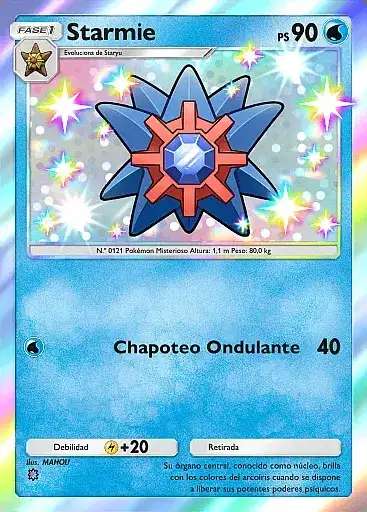 FASE 1
Starmie
PS 90
Evoluciona de Staryu
N.º 0121 Pokémon Misterioso Altura: 1,1 m Peso: 80,0 kg
Chapoteo Ondulante 40
Debilidad +20 Retirada
Ilus. MAHOU
Su órgano central, conocido como núcleo, brilla
con los colores del arcoíris cuando se dispone
a liberar sus potentes poderes psíquicos.